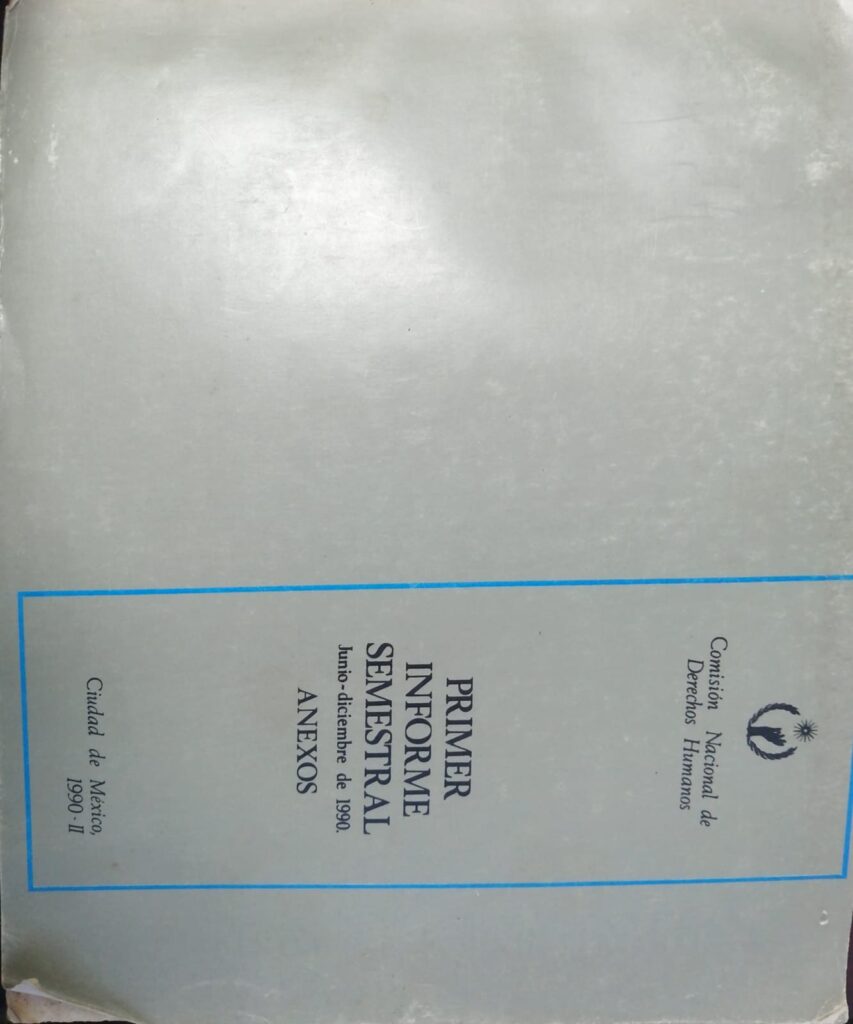 Comisión Nacional de
Derechos Humanos
PRIMER
INFORME
SEMESTRAL
Junio-diciembre de 1990.
ANEXOS
Ciudad de México,
1990-II